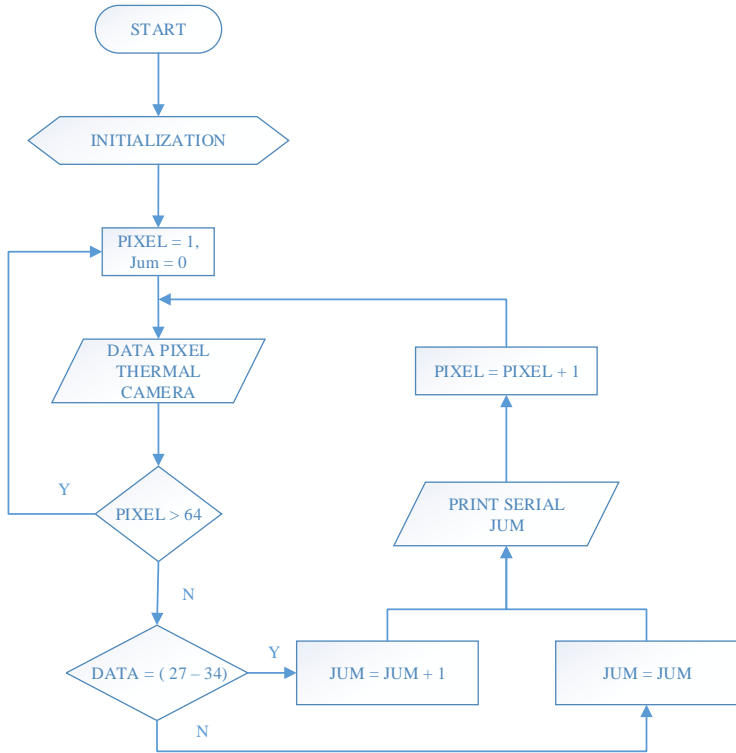 START
INITIALIZATION
PIXEL = 1,
Jum = 0
DATA PIXEL
THERMAL
CAMERA
PIXEL = PIXEL + 1
Y
PIXEL > 64
PRINT SERIAL
JUM
N
DATA = ( 27 – 34)
Y
JUM = JUM + 1
JUM = JUM
N